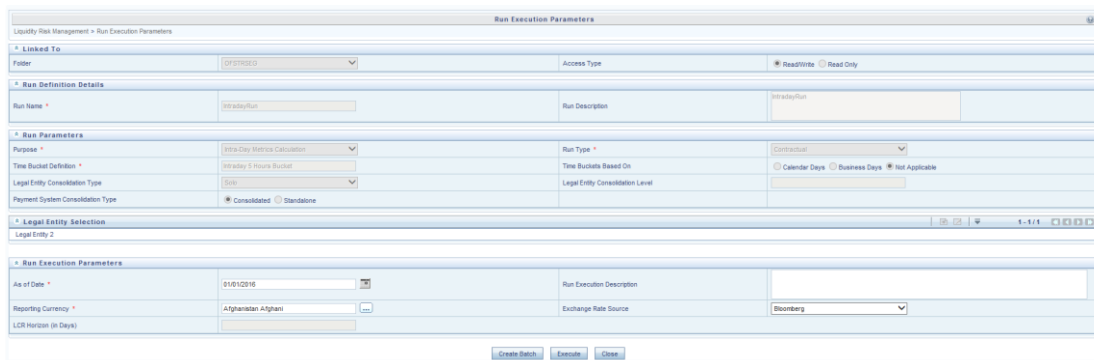 Run Execution Parameters
Liquidity Risk Management > Run Execution Parameters
Linked To
Folder OFSTRSEG Access Type Read/Write Read Only
Run Definition Details
Run Name * IntradayRun Run Description IntradayRun
Run Parameters
Purpose * Intra-Day Metrics Calculation Run Type * Contractual
Time Bucket Definition * Intraday 5 Hours Bucket Time Buckets Based On Calendar Days Business Days Not Applicable
Legal Entity Consolidation Type Solo Legal Entity Consolidation Level
Payment System Consolidation Type Consolidated Standalone
Legal Entity Selection 1-1/1
Legal Entity 2
Run Execution Parameters
As of Date * 01/01/2016 Run Execution Description
Reporting Currency * Afghanistan Afghani ... Exchange Rate Source Bloomberg
LCR Horizon (in Days)
Create Batch Execute Close